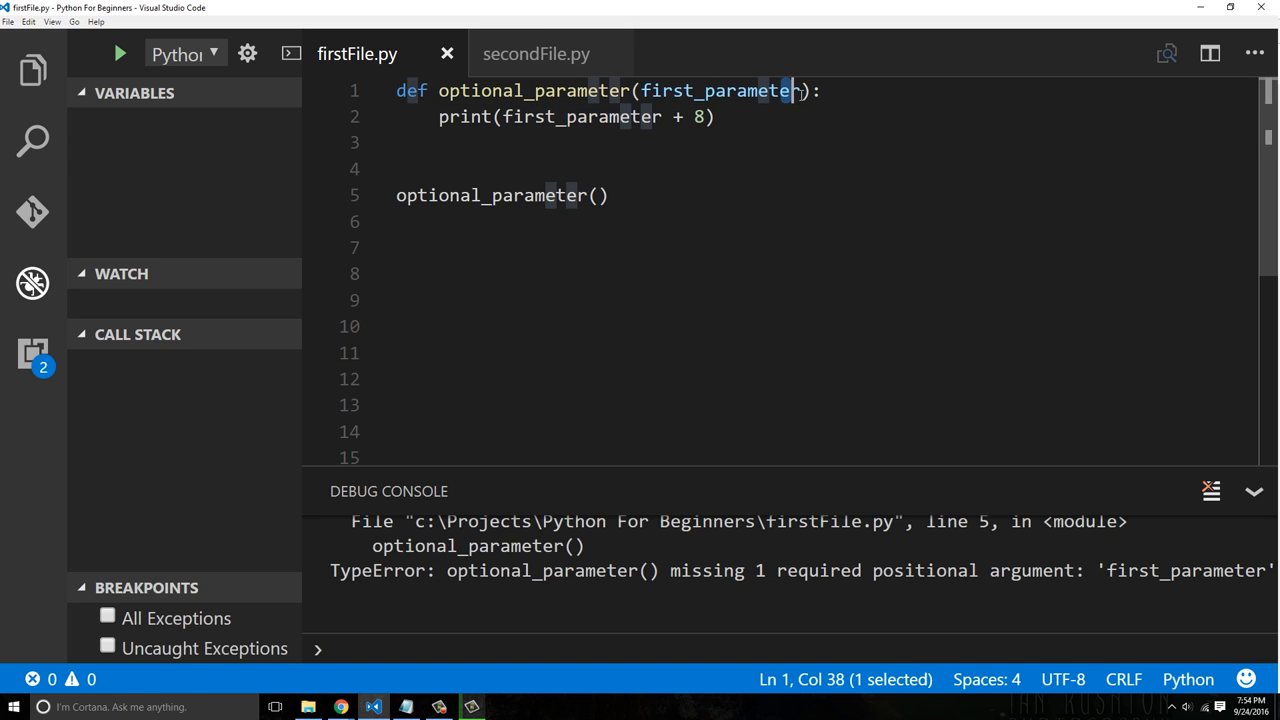 firstFile.py - Python For Beginners - Visual Studio Code
File Edit View Go Help
Pythor
firstFile.py
secondFile.py
VARIABLES
WATCH
CALL STACK
2
BREAKPOINTS
All Exceptions
Uncaught Exceptions
1 def optional_parameter(first_parameter):
2 print(first_parameter + 8)
3
4
5 optional_parameter()
6
7
8
9
10
11
12
13
14
15
DEBUG CONSOLE
File "c:\Projects\Python For Beginners\firstFile.py", line 5, in <module>
optional_parameter()
TypeError: optional_parameter() missing 1 required positional argument: 'first_parameter'
0 0
Ln 1, Col 38 (1 selected) Spaces: 4 UTF-8 CRLF Python
I'm Cortana. Ask me anything.
7:54 PM
9/24/2016